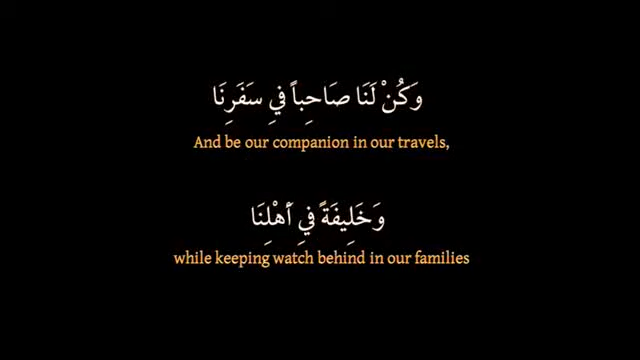 وَكُنْ لَنَا صَاحِباً فِي سَفَرِنَا
And be our companion in our travels,
وَخَلِيفَةً فِي أَهْلِنَا
while keeping watch behind in our families